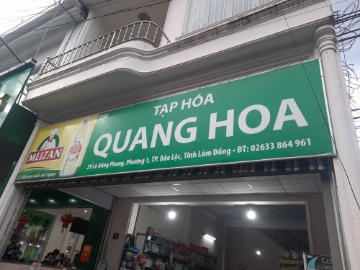 TẠP HÓA
MEIZAN
QUANG HOA
29 Lê Hồng Phong, Phường 1, TP. Bảo Lộc, Tỉnh Lâm Đồng - ĐT: 02633 864 961